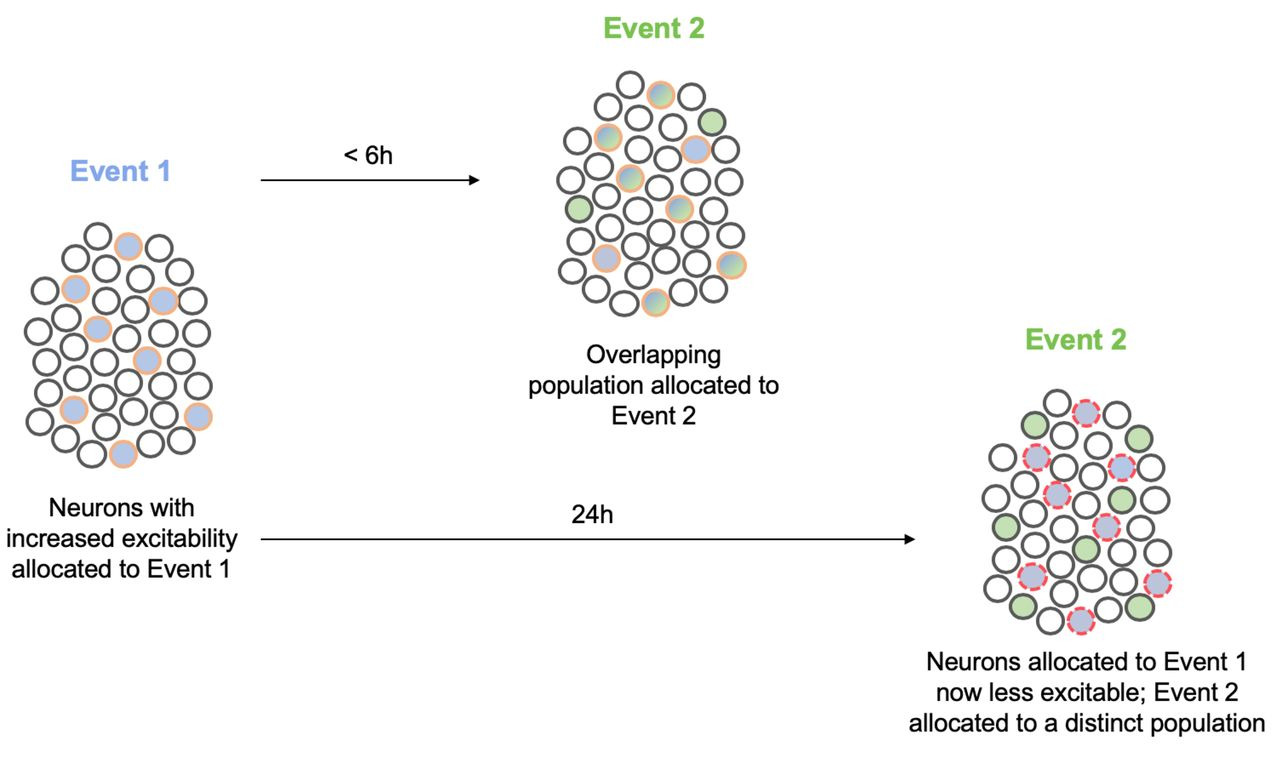 Event 2
< 6h
Event 1
Overlapping
population allocated to
Event 2
Event 2
Neurons with
increased excitability
allocated to Event 1
24h
Neurons allocated to Event 1
now less excitable; Event 2
allocated to a distinct population